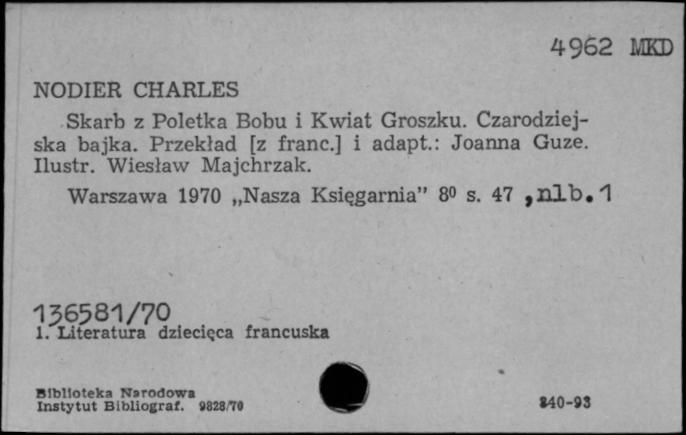 4962 MKD
NODIER CHARLES
Skarb z Poletka Bobu i Kwiat Groszku. Czarodziej-
ska bajka. Przekład [z franc.] i adapt.: Joanna Guze.
Ilustr. Wiesław Majchrzak.
Warszawa 1970 „Nasza Księgarnia” 8⁰ s. 47 ,nlb.1
136581/70
1. Literatura dziecięca francuska
Biblioteka Narodowa
Instytut Bibliograf. 9828/70
840-93